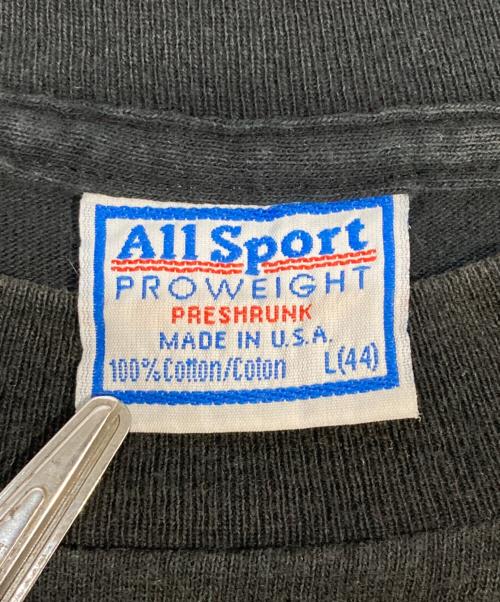 All Sport
PROWEIGHT
PRESHRUNK
MADE IN U.S.A.
100% Cotton/Coton L(44)